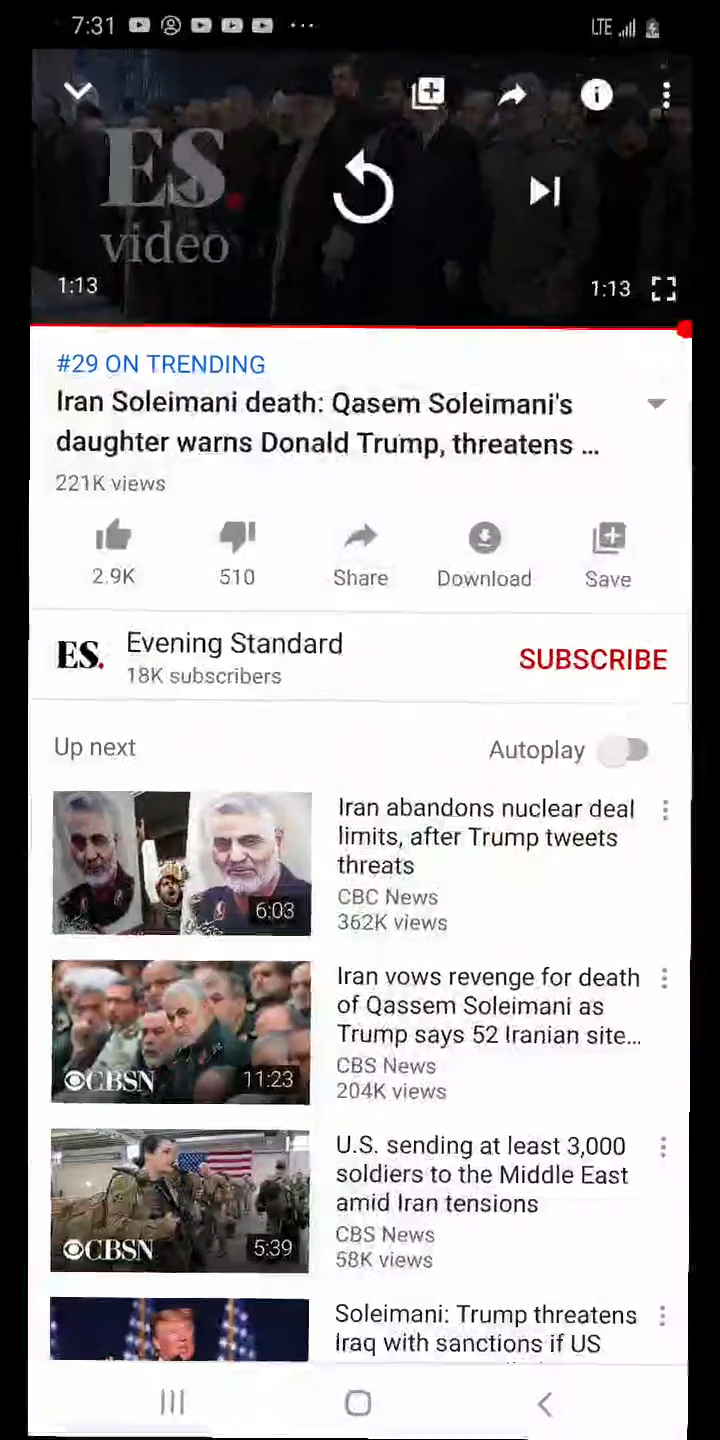 7:31
LTE
ES.
video
1:13
1:13
#29 ON TRENDING
Iran Soleimani death: Qasem Soleimani's
daughter warns Donald Trump, threatens ...
221K views
2.9K
510
Share
Download
Save
ES.
Evening Standard
18K subscribers
SUBSCRIBE
Up next
Autoplay
6:03
Iran abandons nuclear deal
limits, after Trump tweets
threats
CBC News
362K views
CBSN
11:23
Iran vows revenge for death
of Qassem Soleimani as
Trump says 52 Iranian site...
CBS News
204K views
CBSN
5:39
U.S. sending at least 3,000
soldiers to the Middle East
amid Iran tensions
CBS News
58K views
Soleimani: Trump threatens
Iraq with sanctions if US